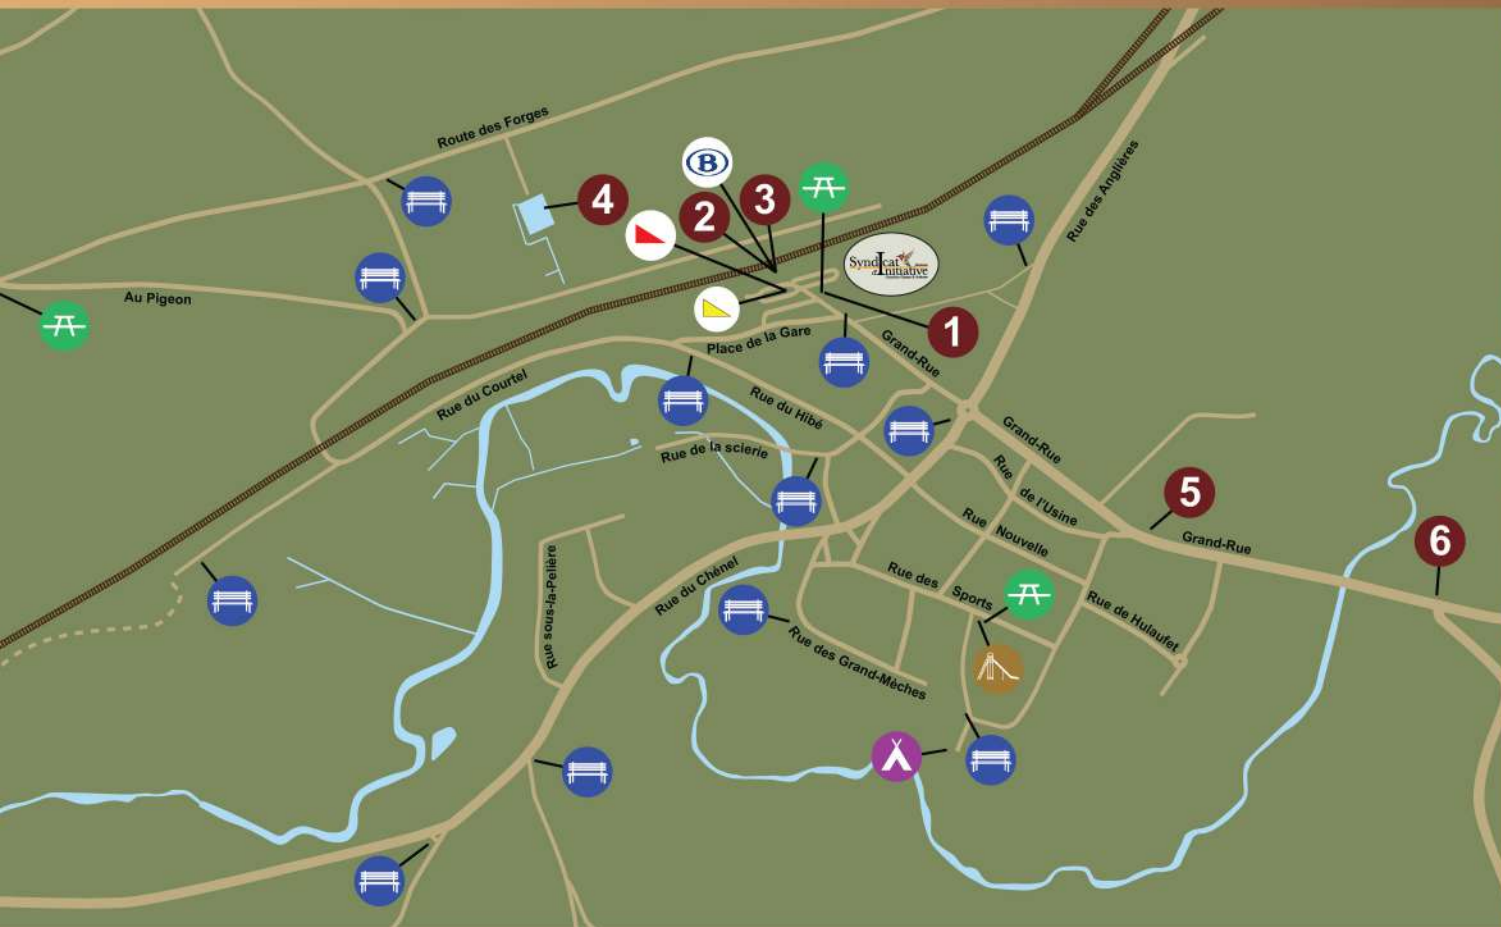 Route des Forges
B
4
2
3
Syndicat
d'Initiative
Rue des Anglières
Au Pigeon
1
Place de la Gare
Grand-Rue
Rue du Courtel
Rue du Hibé
Grand-Rue
Rue de la scierie
Rue de l'Usine
5
Rue Nouvelle
Grand-Rue
6
Rue sous-la-Pelière
Rue du Chénel
Rue des Sports
Rue de Hulaufet
Rue des Grand-Mèches